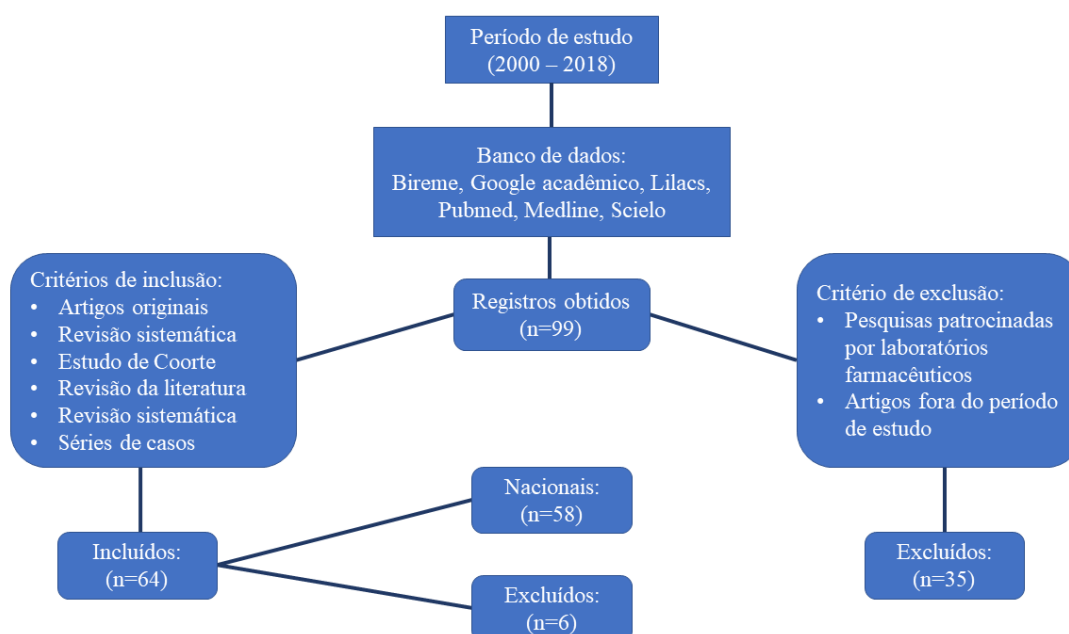 Período de estudo
(2000 – 2018)
Banco de dados:
Bireme, Google acadêmico, Lilacs,
Pubmed, Medline, Scielo
Registros obtidos
(n=99)
Critérios de inclusão:
• Artigos originais
• Revisão sistemática
• Estudo de Coorte
• Revisão da literatura
• Revisão sistemática
• Séries de casos
Critério de exclusão:
• Pesquisas patrocinadas
por laboratórios
farmacêuticos
• Artigos fora do período
de estudo
Incluídos:
(n=64)
Nacionais:
(n=58)
Excluídos:
(n=6)
Excluídos:
(n=35)